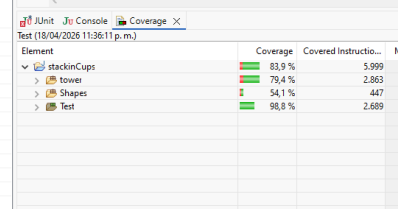 JUnit Console Coverage
Test (18/04/2026 11:36:11 p. m.)
Element Coverage Covered Instructio...
stackinCups 83,9 % 5.999
tower 79,4 % 2.863
Shapes 54,1 % 447
Test 98,8 % 2.689